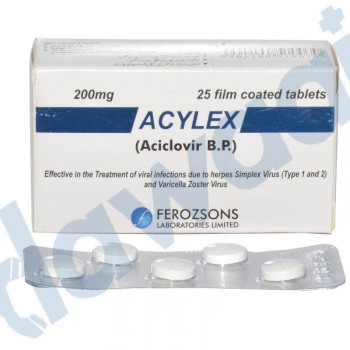 200mg 25 film coated tablets
ACYLEX
(Aciclovir B.P.)
Effective in the Treatment of viral infections due to herpes Simplex Virus (Type 1 and 2)
and Varicella Zoster Virus
FEROZSONS
LABORATORIES LIMITED